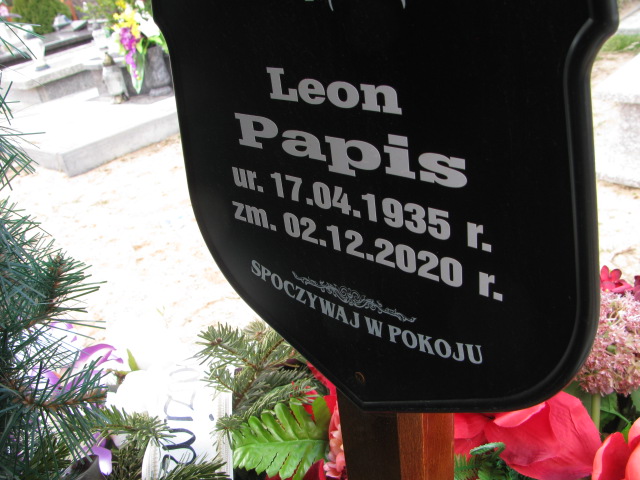 Leon
Papis
ur. 17.04.1935 r.
zm. 02.12.2020 r.
SPOCZYWAJ W POKOJU